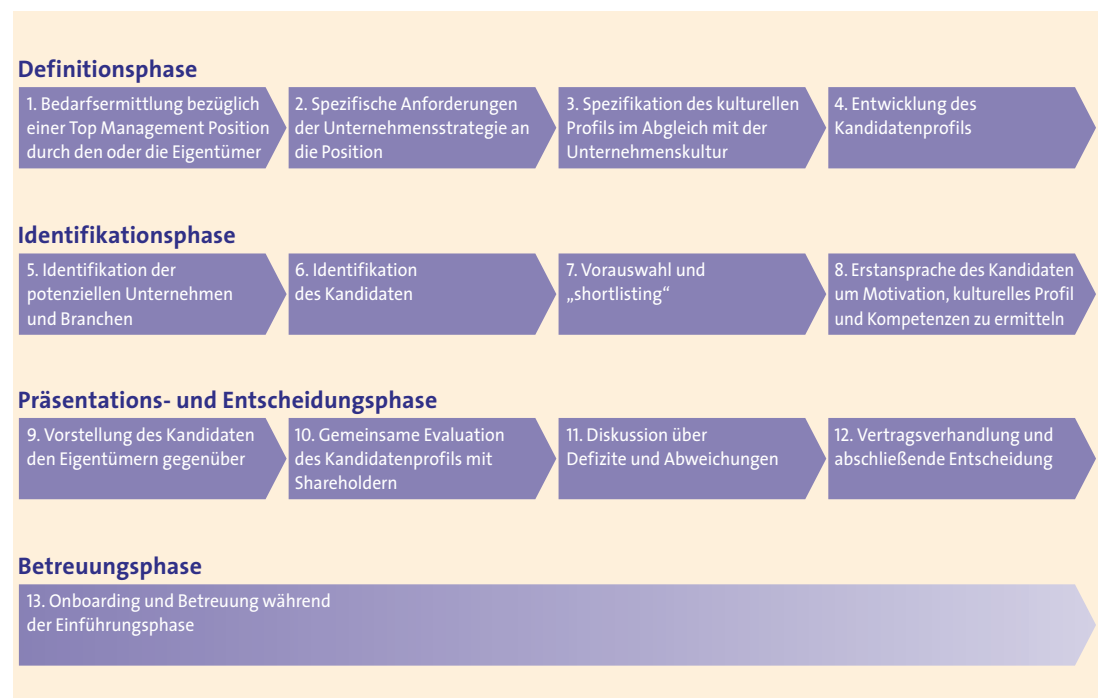 Definitionsphase
1. Bedarfsermittlung bezüglich
einer Top Management Position
durch den oder die Eigentümer
2. Spezifische Anforderungen
der Unternehmensstrategie an
die Position
3. Spezifikation des kulturellen
Profils im Abgleich mit der
Unternehmenskultur
4. Entwicklung des
Kandidatenprofils
Identifikationsphase
5. Identifikation der
potenziellen Unternehmen
und Branchen
6. Identifikation
des Kandidaten
7. Vorauswahl und
„shortlisting“
8. Erstansprache des Kandidaten
um Motivation, kulturelles Profil
und Kompetenzen zu ermitteln
Präsentations- und Entscheidungsphase
9. Vorstellung des Kandidaten
den Eigentümern gegenüber
10. Gemeinsame Evaluation
des Kandidatenprofils mit
Shareholdern
11. Diskussion über
Defizite und Abweichungen
12. Vertragsverhandlung und
abschließende Entscheidung
Betreuungsphase
13. Onboarding und Betreuung während
der Einführungsphase